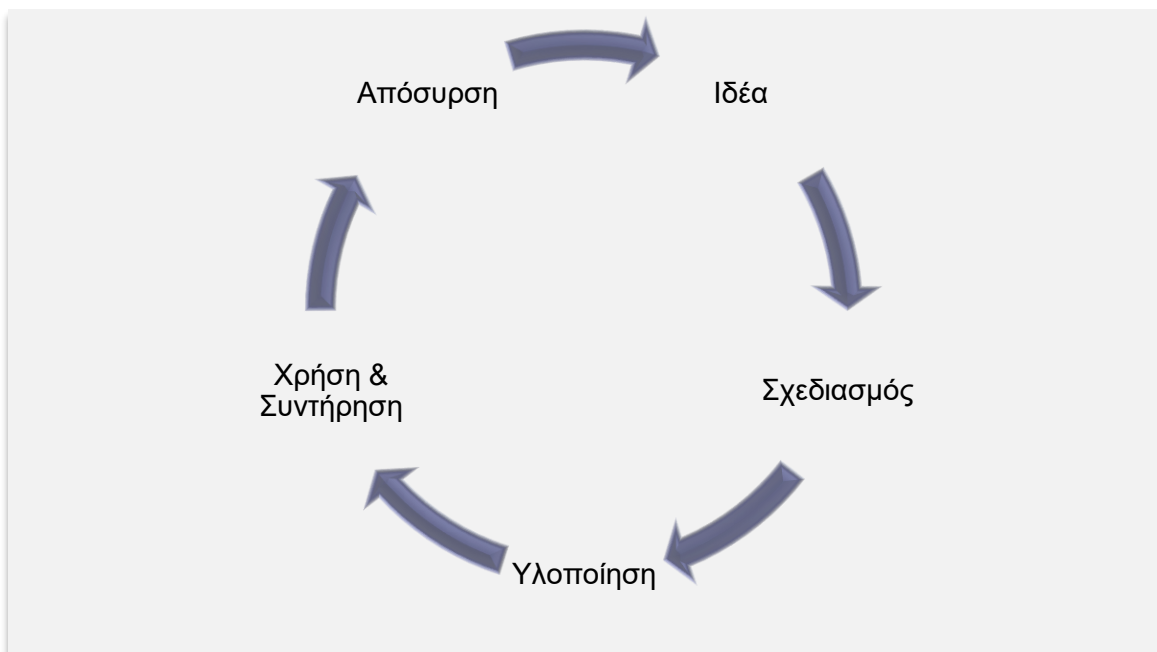 Απόσυρση
Ιδέα
Χρήση &
Συντήρηση
Σχεδιασμός
Υλοποίηση